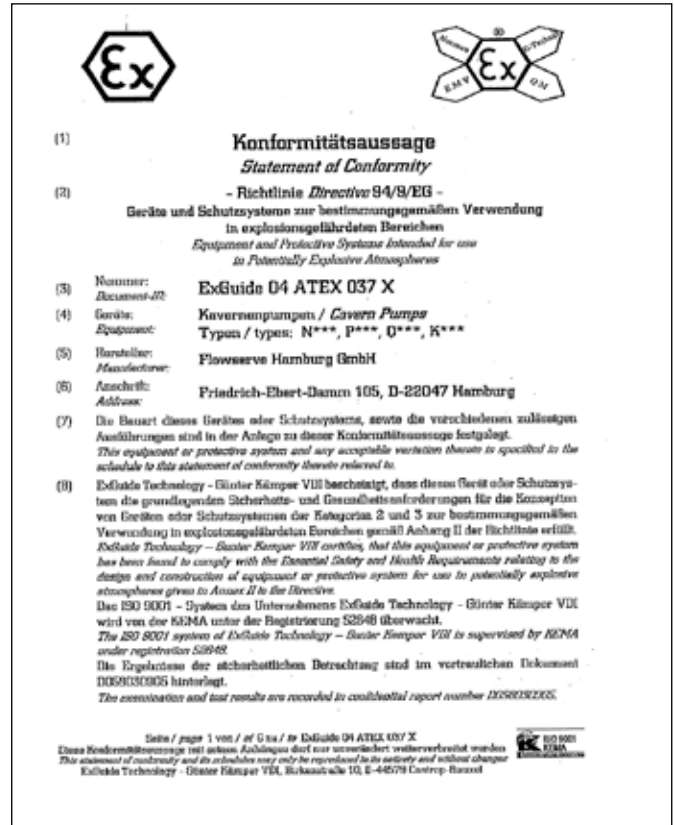 Ex
® Ex
EMV QM
(1) Konformitätsaussage
Statement of Conformity
(2) - Richtlinie Directive 94/9/EG -
Geräte und Schutzsysteme zur bestimmungsgemäßen Verwendung
in explosionsgefährdeten Bereichen
Equipment and Protective Systems Intended for use
in Potentially Explosive Atmospheres
(3) Nummer: ExGuide 04 ATEX 037 X
Document-ID:
(4) Geräte: Kavernenpumpen / Cavern Pumps
Equipment: Typen / types: N***, P***, Q***, K***
(5) Hersteller: Flowserve Hamburg GmbH
Manufacturer:
(6) Anschrift: Friedrich-Ebert-Damm 105, D-22047 Hamburg
Address:
(7) Die Bauart dieses Gerätes oder Schutzsystems, sowie die verschiedenen zulässigen
Ausführungen sind in der Anlage zu dieser Konformitätsaussage festgelegt.
This equipment or protective system and any acceptable variation thereto is specified in the
schedule to this statement of conformity therein referred to.
(8) ExGuide Technology - Günter Kämper VDI bescheinigt, dass dieses Gerät oder Schutzsys-
tem die grundlegenden Sicherheits- und Gesundheitsanforderungen für die Konzeption
von Geräten oder Schutzsystemen der Kategorien 2 und 3 zur bestimmungsgemäßen
Verwendung in explosionsgefährdeten Bereichen gemäß Anhang II der Richtlinie erfüllt.
ExGuide Technology – Gunter Kemper VDI certifies, that this equipment or protective system
has been found to comply with the Essential Safety and Health Requirements relating to the
design and construction of equipment or protective system for use in potentially explosive
atmospheres given in Annex II to the Directive.
Das ISO 9001 - System des Unternehmens ExGuide Technology - Günter Kämper VDI
wird von der KEMA unter der Registrierung 52648 überwacht.
The ISO 9001 system of ExGuide Technology – Gunter Kemper VDI is supervised by KEMA
under registration 52648.
Die Ergebnisse der sicherheitlichen Betrachtung sind im vertraulichen Dokument
hinterlegt.
The examination and test results are recorded in confidential report number
Seite / page 1 von / of 6 zu / to ExGuide 04 ATEX 037 X
Diese Konformitätsaussage mit seinen Anhängen darf nur unverändert weiterverbreitet werden
This statement of conformity and its schedules may only be reproduced in its entirety and without changes
ExGuide Technology - Günter Kämper VDI, 10, D-44579 Castrop-Rauxel
ISO 9001
KEMA